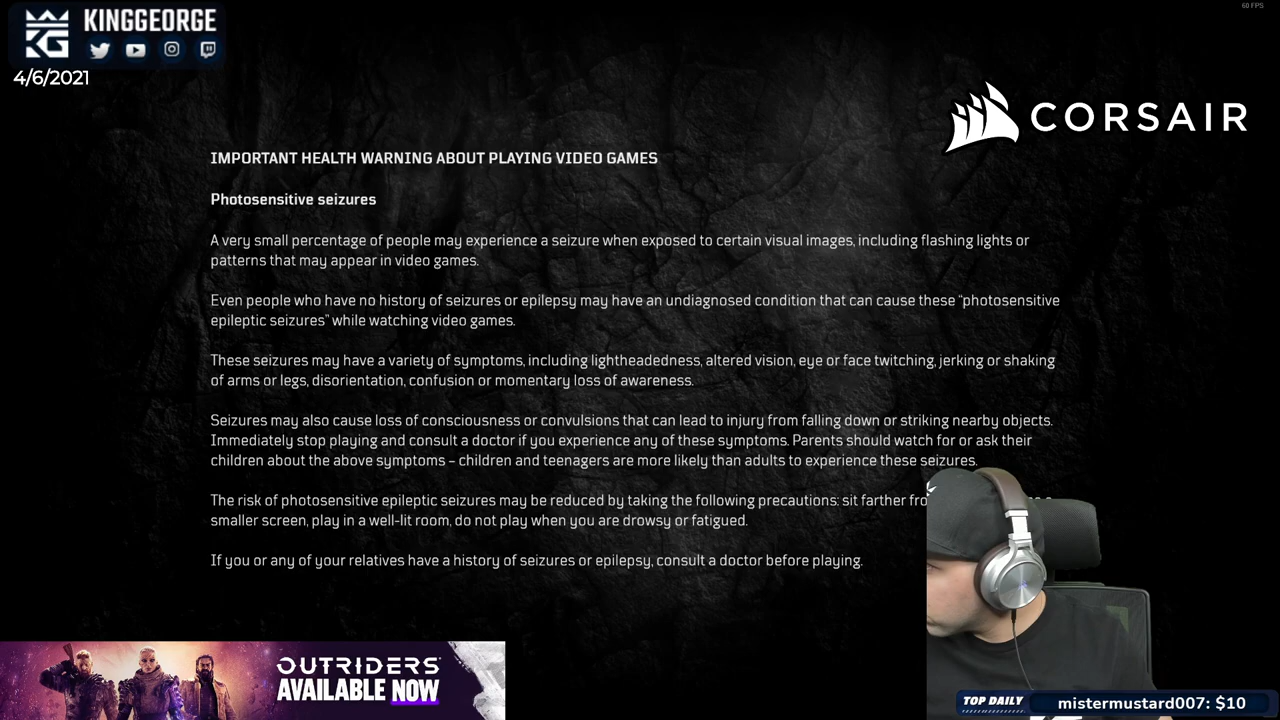 60 FPS
KINGGEORGE
4/6/2021
CORSAIR
IMPORTANT HEALTH WARNING ABOUT PLAYING VIDEO GAMES
Photosensitive seizures
A very small percentage of people may experience a seizure when exposed to certain visual images, including flashing lights or
patterns that may appear in video games.
Even people who have no history of seizures or epilepsy may have an undiagnosed condition that can cause these “photosensitive
epileptic seizures” while watching video games.
These seizures may have a variety of symptoms, including lightheadedness, altered vision, eye or face twitching, jerking or shaking
of arms or legs, disorientation, confusion or momentary loss of awareness.
Seizures may also cause loss of consciousness or convulsions that can lead to injury from falling down or striking nearby objects.
Immediately stop playing and consult a doctor if you experience any of these symptoms. Parents should watch for or ask their
children about the above symptoms – children and teenagers are more likely than adults to experience these seizures.
The risk of photosensitive epileptic seizures may be reduced by taking the following precautions: sit farther
smaller screen, play in a well-lit room, do not play when you are drowsy or fatigued.
If you or any of your relatives have a history of seizures or epilepsy, consult a doctor before playing.
OUTRIDERS
AVAILABLE NOW
TOP DAILY
mistermustard007: $10